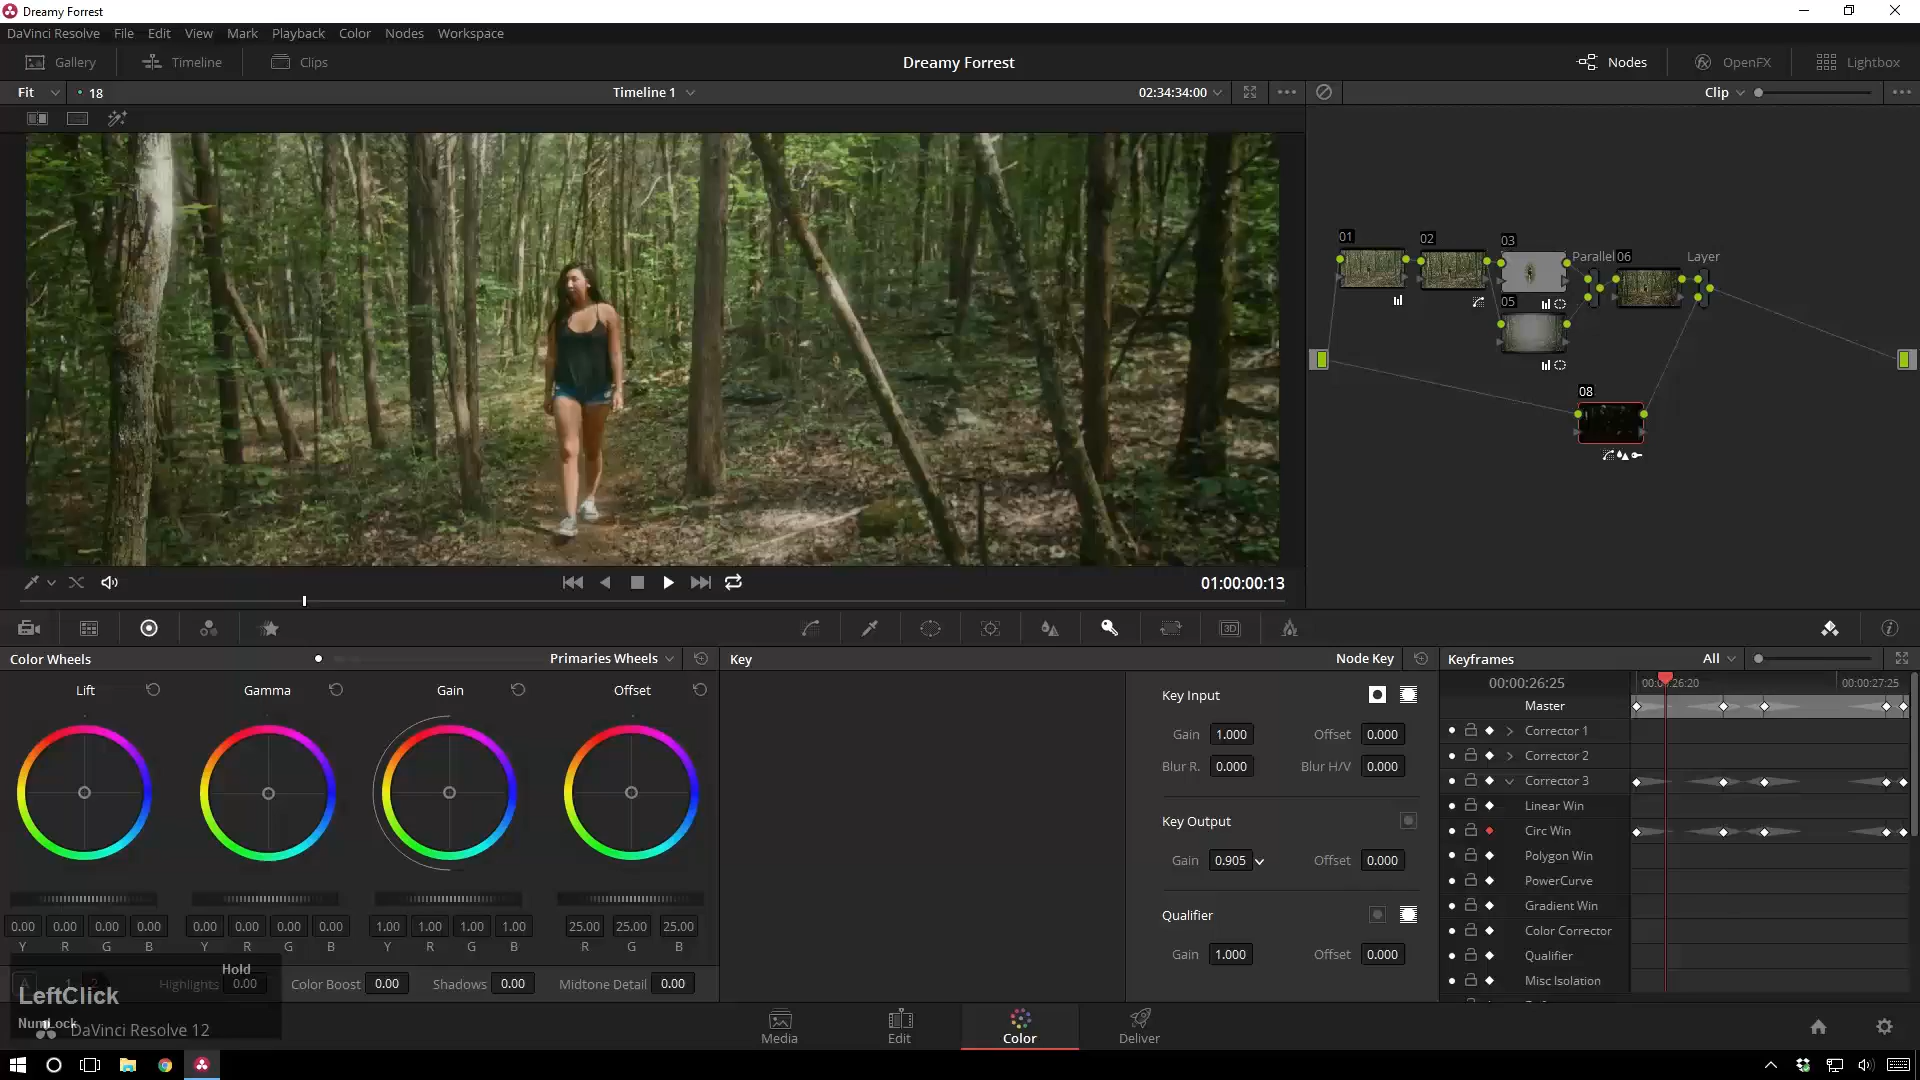 Dreamy Forrest
DaVinci Resolve File Edit View Mark Playback Color Nodes Workspace
Gallery Timeline Clips Dreamy Forrest Nodes OpenFX Lightbox
Fit 18 Timeline 1 02:34:34:00 Clip
01 02 03 Parallel 06 Layer
05
08
01:00:00:13
Color Wheels Primaries Wheels Key Node Key Keyframes All
Lift Gamma Gain Offset
Key Input
Gain 1.000 Offset 0.000
Blur R. 0.000 Blur H/V 0.000
Key Output
Gain 0.905 Offset 0.000
Qualifier
Gain 1.000 Offset 0.000
00:00:26:25 00:00:27:25
Master
Corrector 1
Corrector 2
Corrector 3
Linear Win
Circ Win
Polygon Win
PowerCurve
Gradient Win
Color Corrector
Qualifier
Misc Isolation
0.00 0.00 0.00 0.00 0.00 0.00 0.00 0.00 1.00 1.00 1.00 1.00 25.00 25.00 25.00
Y R G B Y R G B Y R G B R G B
A 1 2 Highlights 0.00 Color Boost 0.00 Shadows 0.00 Midtone Detail 0.00
Hold
LeftClick
NumLock
DaVinci Resolve 12
Media Edit Color Deliver